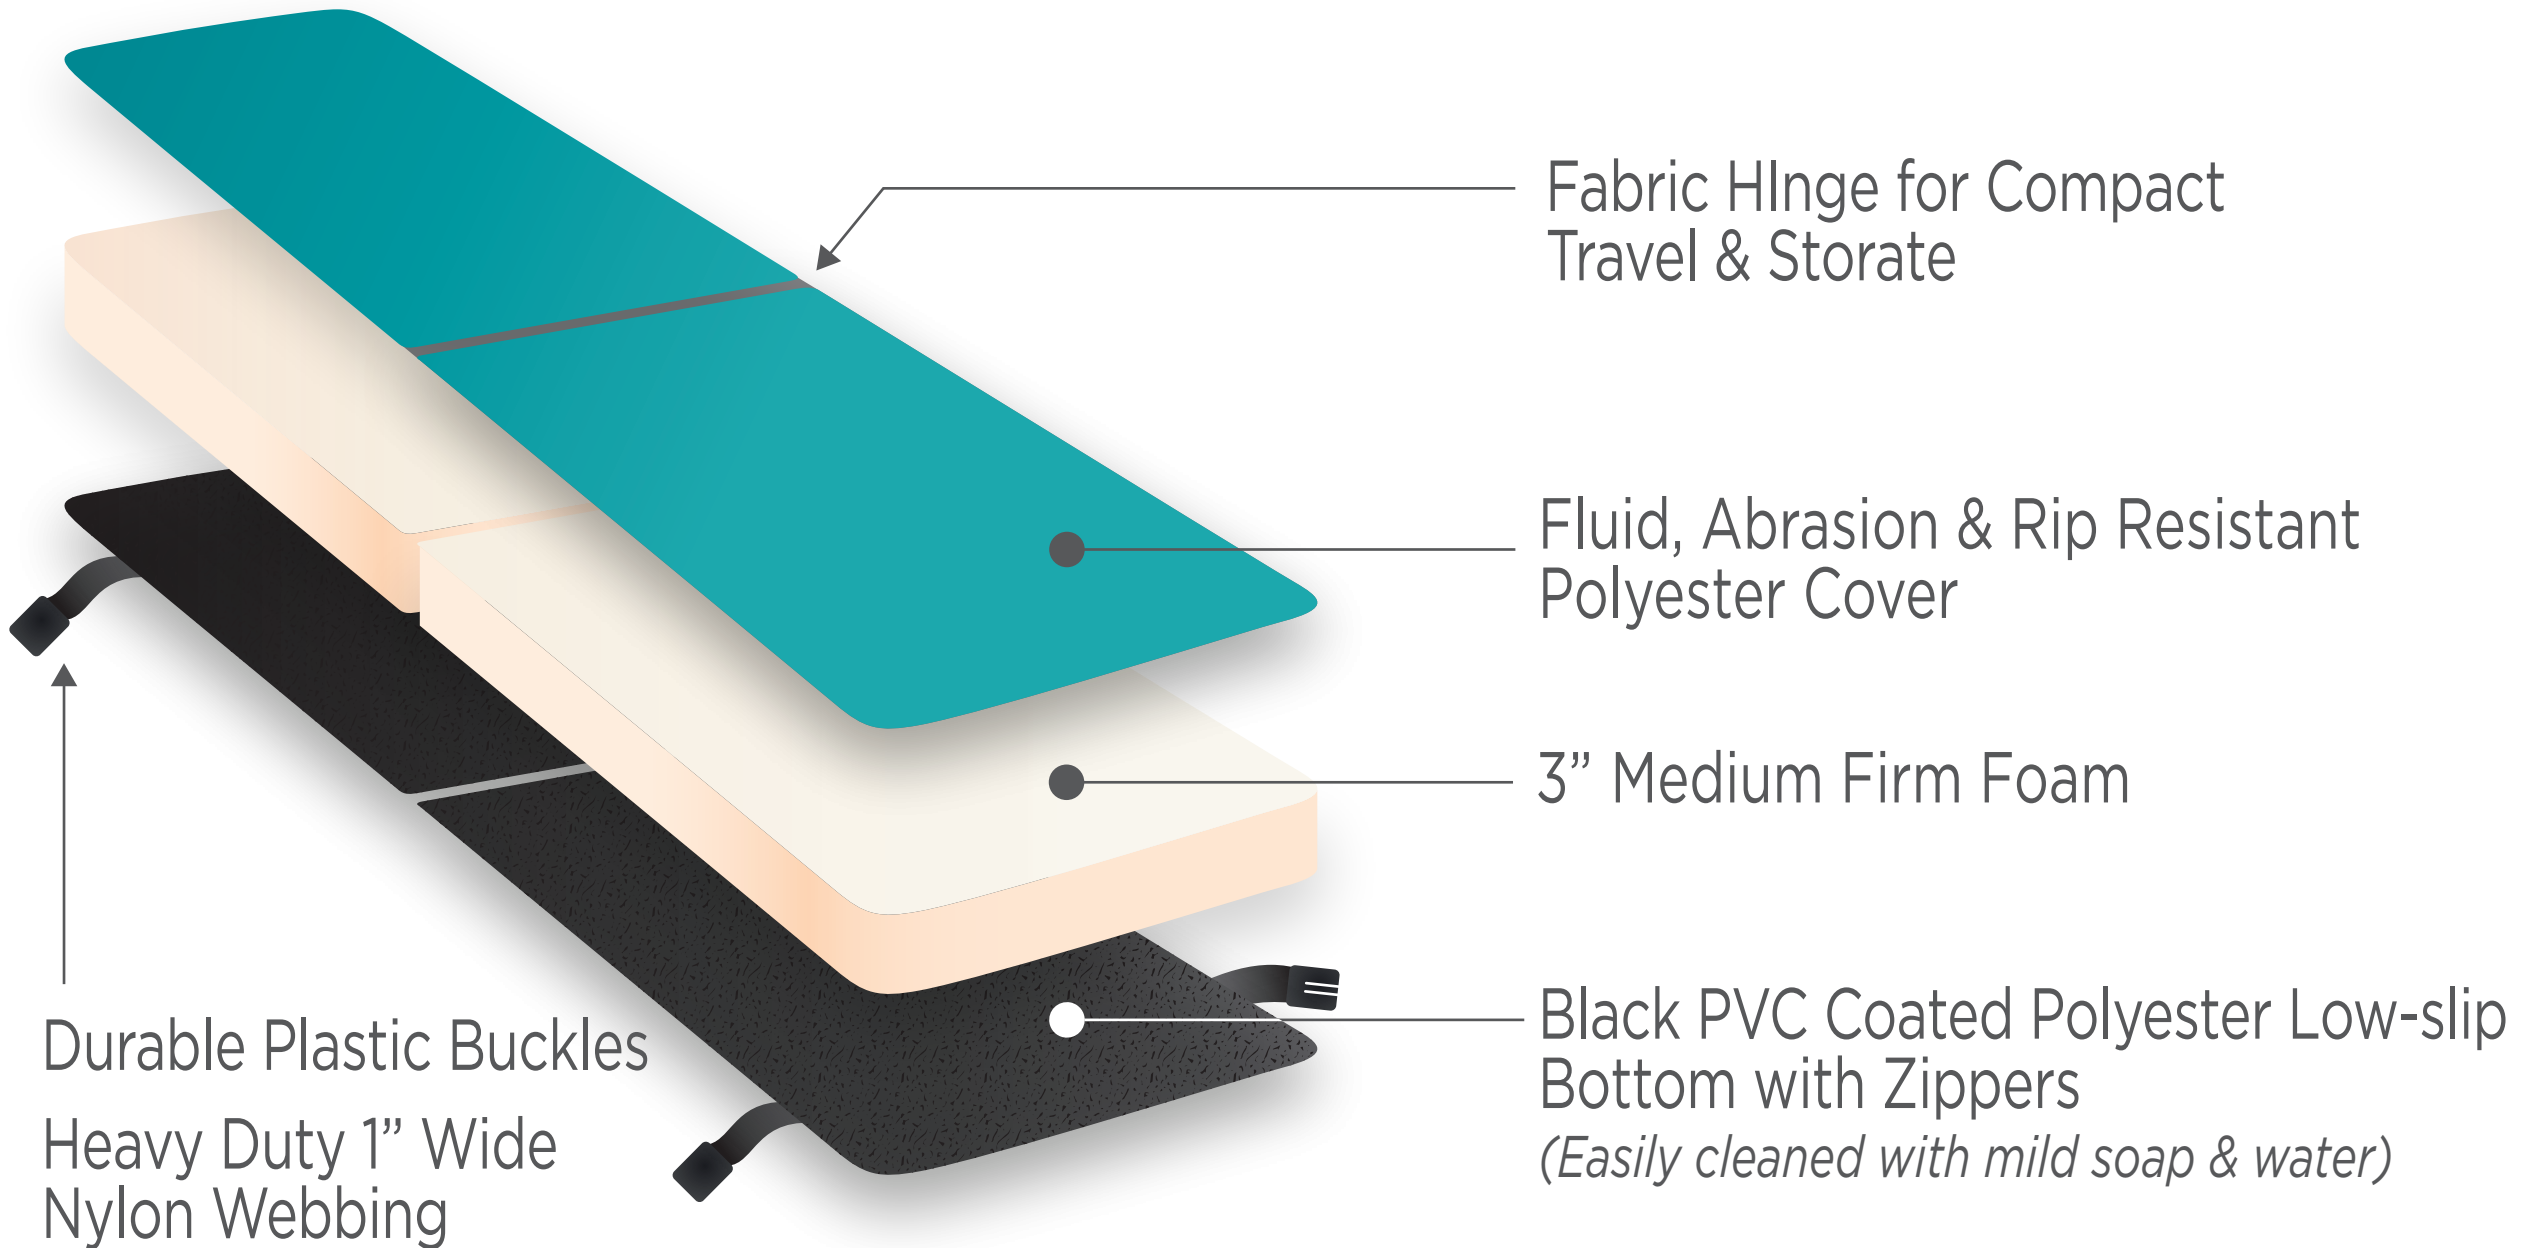 Fabric HInge for Compact
Travel & Storate
Fluid, Abrasion & Rip Resistant
Polyester Cover
3” Medium Firm Foam
Black PVC Coated Polyester Low-slip
Bottom with Zippers
(Easily cleaned with mild soap & water)
Durable Plastic Buckles
Heavy Duty 1” Wide
Nylon Webbing